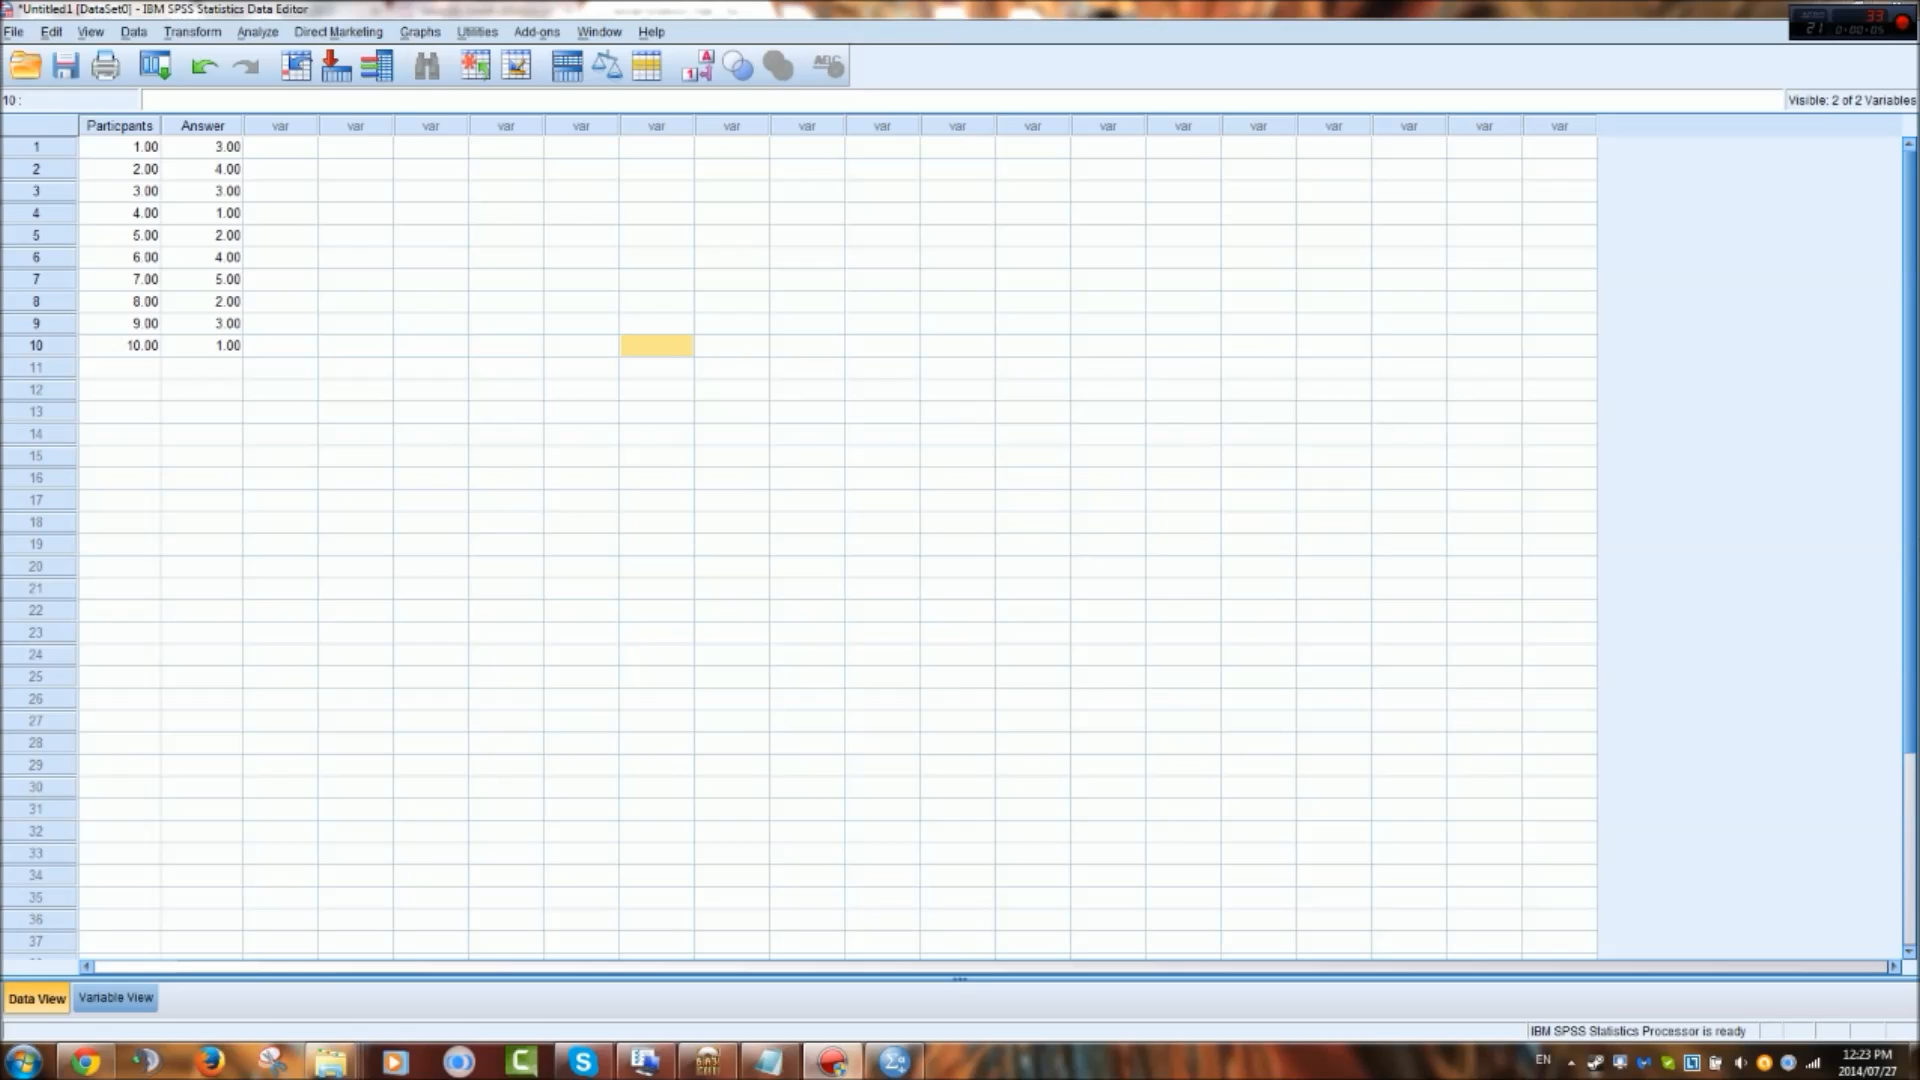 *Untitled1 [DataSet0] - IBM SPSS Statistics Data Editor
File Edit View Data Transform Analyze Direct Marketing Graphs Utilities Add-ons Window Help
33
21 0:00:05
10 :
Visible: 2 of 2 Variables
Particpants Answer var var var var var var var var var var var var var var var var var var
1 1.00 3.00
2 2.00 4.00
3 3.00 3.00
4 4.00 1.00
5 5.00 2.00
6 6.00 4.00
7 7.00 5.00
8 8.00 2.00
9 9.00 3.00
10 10.00 1.00
11
12
13
14
15
16
17
18
19
20
21
22
23
24
25
26
27
28
29
30
31
32
33
34
35
36
37
Data View Variable View
IBM SPSS Statistics Processor is ready
EN
12:23 PM
2014/07/27